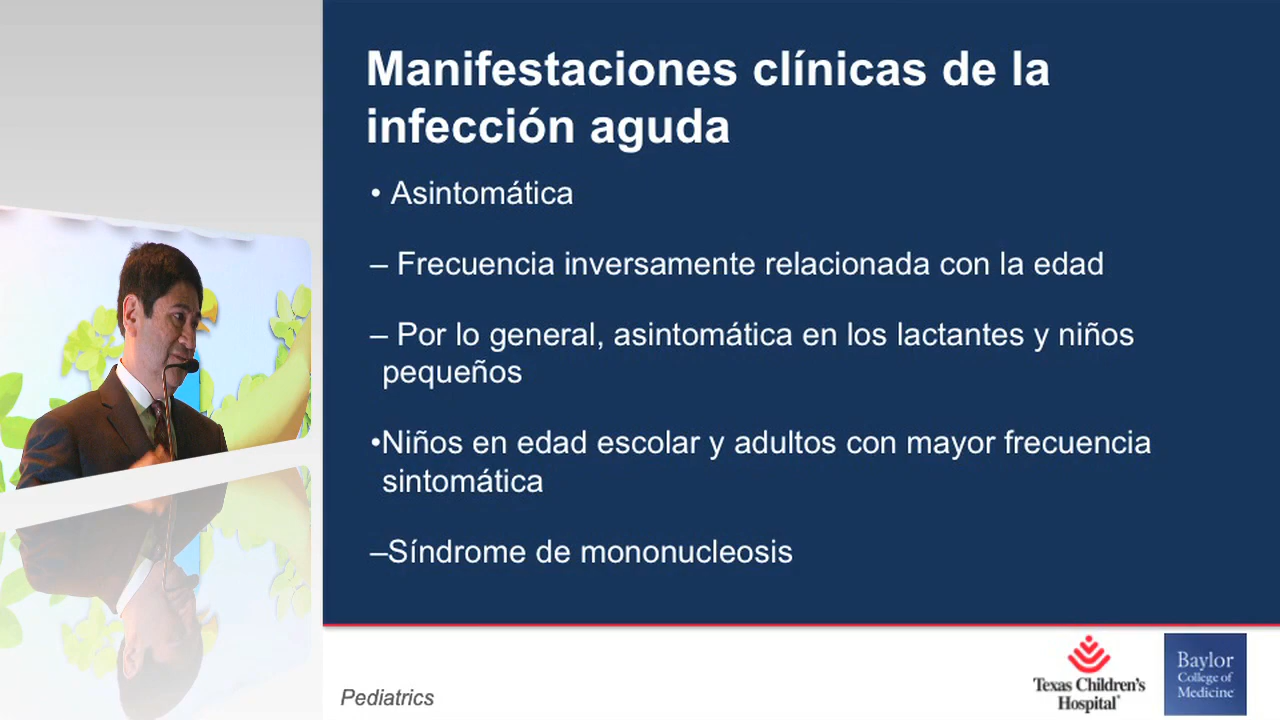 Manifestaciones clínicas de la
infección aguda
• Asintomática
– Frecuencia inversamente relacionada con la edad
– Por lo general, asintomática en los lactantes y niños
pequeños
•Niños en edad escolar y adultos con mayor frecuencia
sintomática
–Síndrome de mononucleosis
Pediatrics
Texas Children's
Hospital
Baylor
College of
Medicine